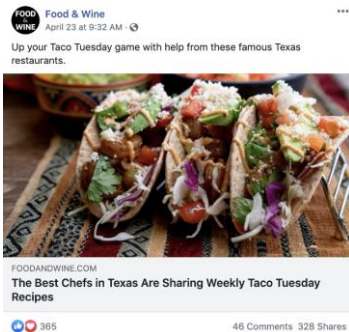 FOOD
&
WINE
Food & Wine
April 23 at 9:32 AM ·
Up your Taco Tuesday game with help from these famous Texas
restaurants.
FOODANDWINE.COM
The Best Chefs in Texas Are Sharing Weekly Taco Tuesday
Recipes
365
46 Comments 328 Shares